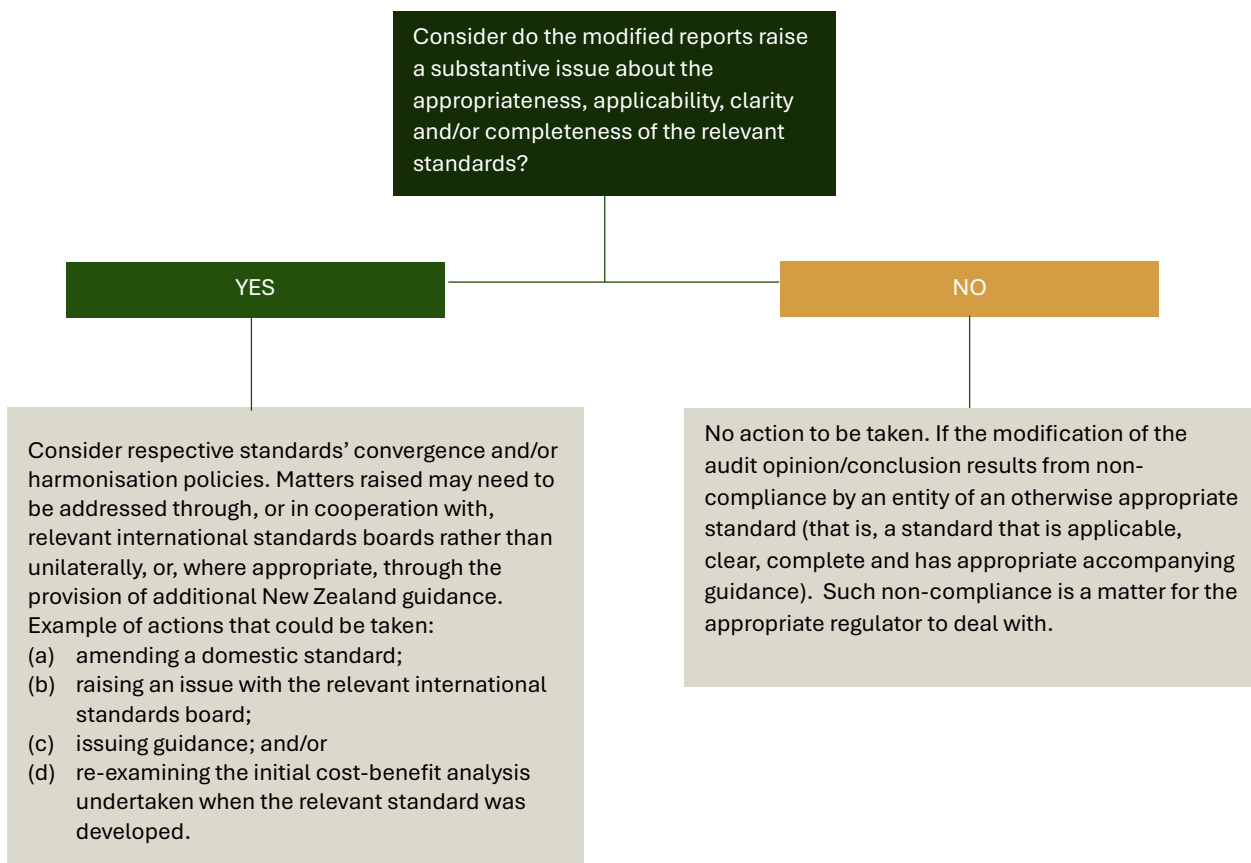 Consider do the modified reports raise
a substantive issue about the
appropriateness, applicability, clarity
and/or completeness of the relevant
standards?
YES
NO
Consider respective standards’ convergence and/or
harmonisation policies. Matters raised may need to
be addressed through, or in cooperation with,
relevant international standards boards rather than
unilaterally, or, where appropriate, through the
provision of additional New Zealand guidance.
Example of actions that could be taken:
(a) amending a domestic standard;
(b) raising an issue with the relevant international
standards board;
(c) issuing guidance; and/or
(d) re-examining the initial cost-benefit analysis
undertaken when the relevant standard was
developed.
No action to be taken. If the modification of the
audit opinion/conclusion results from non-
compliance by an entity of an otherwise appropriate
standard (that is, a standard that is applicable,
clear, complete and has appropriate accompanying
guidance).  Such non-compliance is a matter for the
appropriate regulator to deal with.